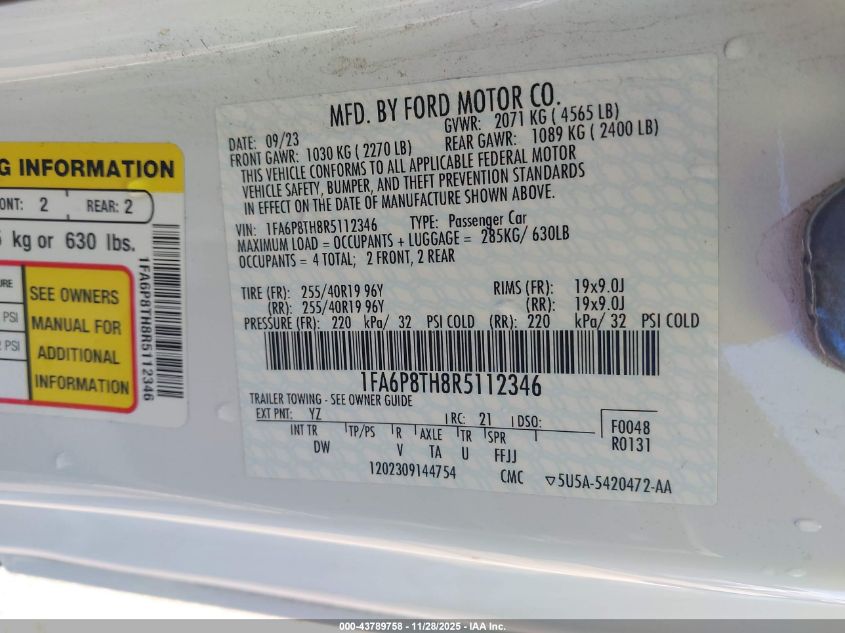 MFD. BY FORD MOTOR CO.
DATE: 09/23
GVWR: 2071 KG ( 4565 LB)
FRONT GAWR: 1030 KG ( 2270 LB)
REAR GAWR: 1089 KG ( 2400 LB)
THIS VEHICLE CONFORMS TO ALL APPLICABLE FEDERAL MOTOR
VEHICLE SAFETY, BUMPER, AND THEFT PREVENTION STANDARDS
IN EFFECT ON THE DATE OF MANUFACTURE SHOWN ABOVE.
VIN: 1FA6P8TH8R5112346 TYPE: Passenger Car
MAXIMUM LOAD = OCCUPANTS + LUGGAGE = 285KG/ 630LB
OCCUPANTS = 4 TOTAL; 2 FRONT, 2 REAR
TIRE (FR): 255/40R19 96Y RIMS (FR): 19x9.0J
(RR): 255/40R19 96Y (RR): 19x9.0J
PRESSURE (FR): 220 kPa/ 32 PSI COLD (RR): 220 kPa/ 32 PSI COLD
1FA6P8TH8R5112346
TRAILER TOWING - SEE OWNER GUIDE
EXT PNT: YZ RC: 21 DSO:
F0048
R0131
INT TR TP/PS R AXLE TR SPR
DW V TA U FFJJ
1202309144754 CMC ▽5U5A-5420472-AA
G INFORMATION
ONT: 2 REAR: 2
kg or 630 lbs.
URE
PSI
PSI
SEE OWNERS
MANUAL FOR
ADDITIONAL
INFORMATION
1FA6P8TH8R5112346
000-43789758 - 11/28/2025 - IAA Inc.